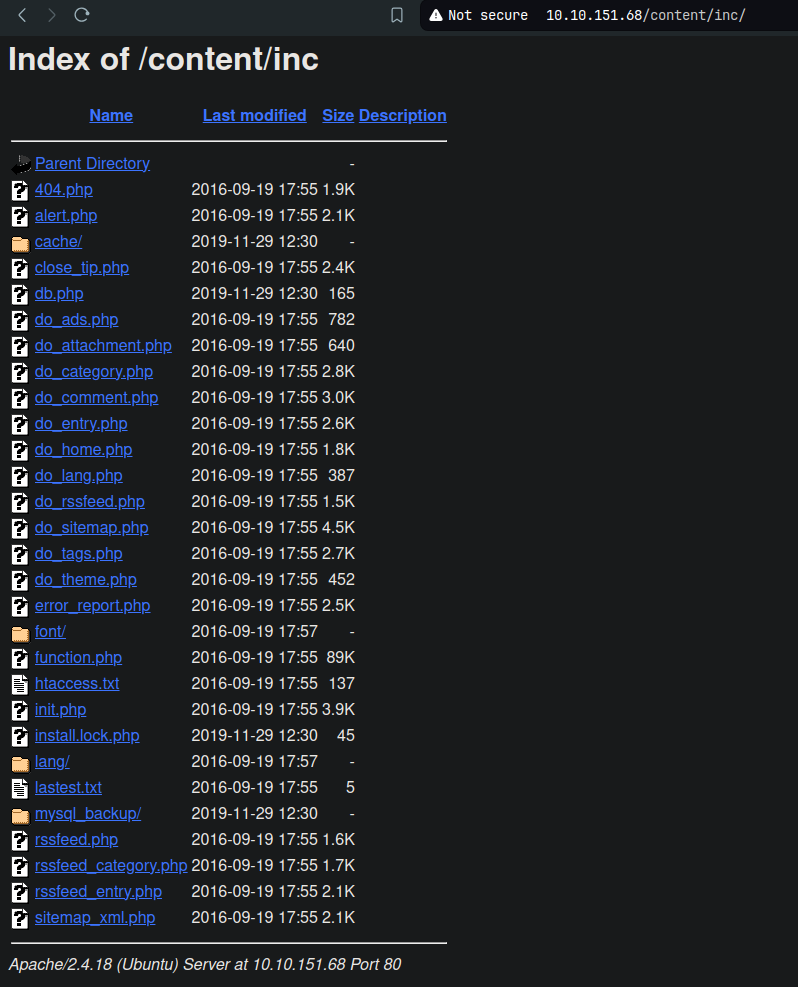 Not secure 10.10.151.68/content/inc/
Index of /content/inc
Name Last modified Size Description
Parent Directory -
404.php 2016-09-19 17:55 1.9K
alert.php 2016-09-19 17:55 2.1K
cache/ 2019-11-29 12:30 -
close_tip.php 2016-09-19 17:55 2.4K
db.php 2019-11-29 12:30 165
do_ads.php 2016-09-19 17:55 782
do_attachment.php 2016-09-19 17:55 640
do_category.php 2016-09-19 17:55 2.8K
do_comment.php 2016-09-19 17:55 3.0K
do_entry.php 2016-09-19 17:55 2.6K
do_home.php 2016-09-19 17:55 1.8K
do_lang.php 2016-09-19 17:55 387
do_rssfeed.php 2016-09-19 17:55 1.5K
do_sitemap.php 2016-09-19 17:55 4.5K
do_tags.php 2016-09-19 17:55 2.7K
do_theme.php 2016-09-19 17:55 452
error_report.php 2016-09-19 17:55 2.5K
font/ 2016-09-19 17:57 -
function.php 2016-09-19 17:55 89K
htaccess.txt 2016-09-19 17:55 137
init.php 2016-09-19 17:55 3.9K
install.lock.php 2019-11-29 12:30 45
lang/ 2016-09-19 17:57 -
lastest.txt 2016-09-19 17:55 5
mysql_backup/ 2019-11-29 12:30 -
rssfeed.php 2016-09-19 17:55 1.6K
rssfeed_category.php 2016-09-19 17:55 1.7K
rssfeed_entry.php 2016-09-19 17:55 2.1K
sitemap_xml.php 2016-09-19 17:55 2.1K
Apache/2.4.18 (Ubuntu) Server at 10.10.151.68 Port 80